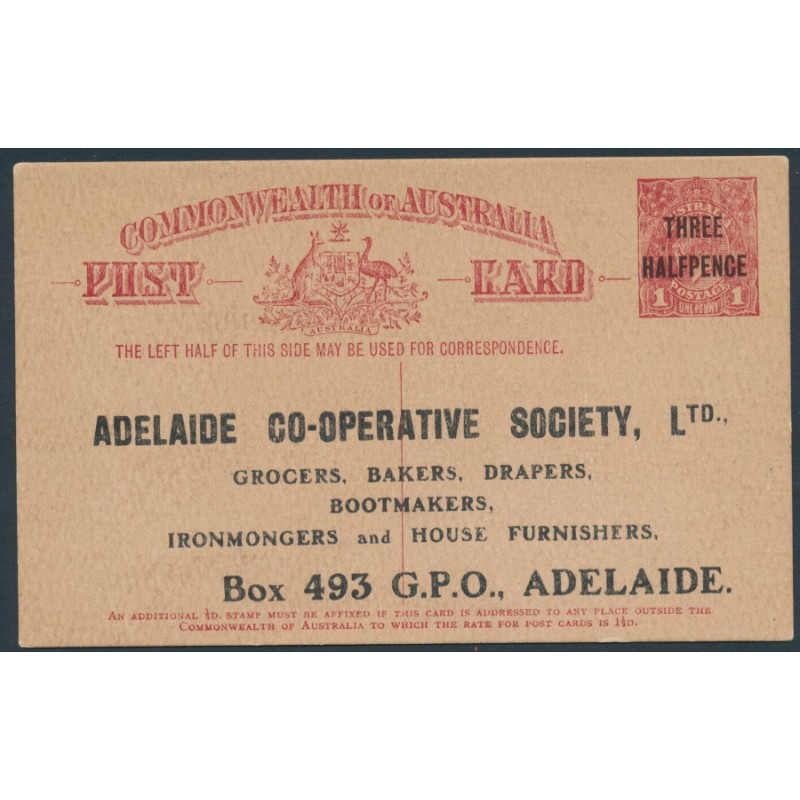 COMMONWEALTH OF AUSTRALIA
POST CARD
AUSTRALIA
THREE
HALFPENCE
POSTAGE
1 ONE PENNY 1
THE LEFT HALF OF THIS SIDE MAY BE USED FOR CORRESPONDENCE.
ADELAIDE CO-OPERATIVE SOCIETY, LTD.,
GROCERS, BAKERS, DRAPERS,
BOOTMAKERS,
IRONMONGERS and HOUSE FURNISHERS,
Box 493 G.P.O., ADELAIDE.
AN ADDITIONAL ½D. STAMP MUST BE AFFIXED IF THIS CARD IS ADDRESSED TO ANY PLACE OUTSIDE THE
COMMONWEALTH OF AUSTRALIA TO WHICH THE RATE FOR POST CARDS IS 1½D.